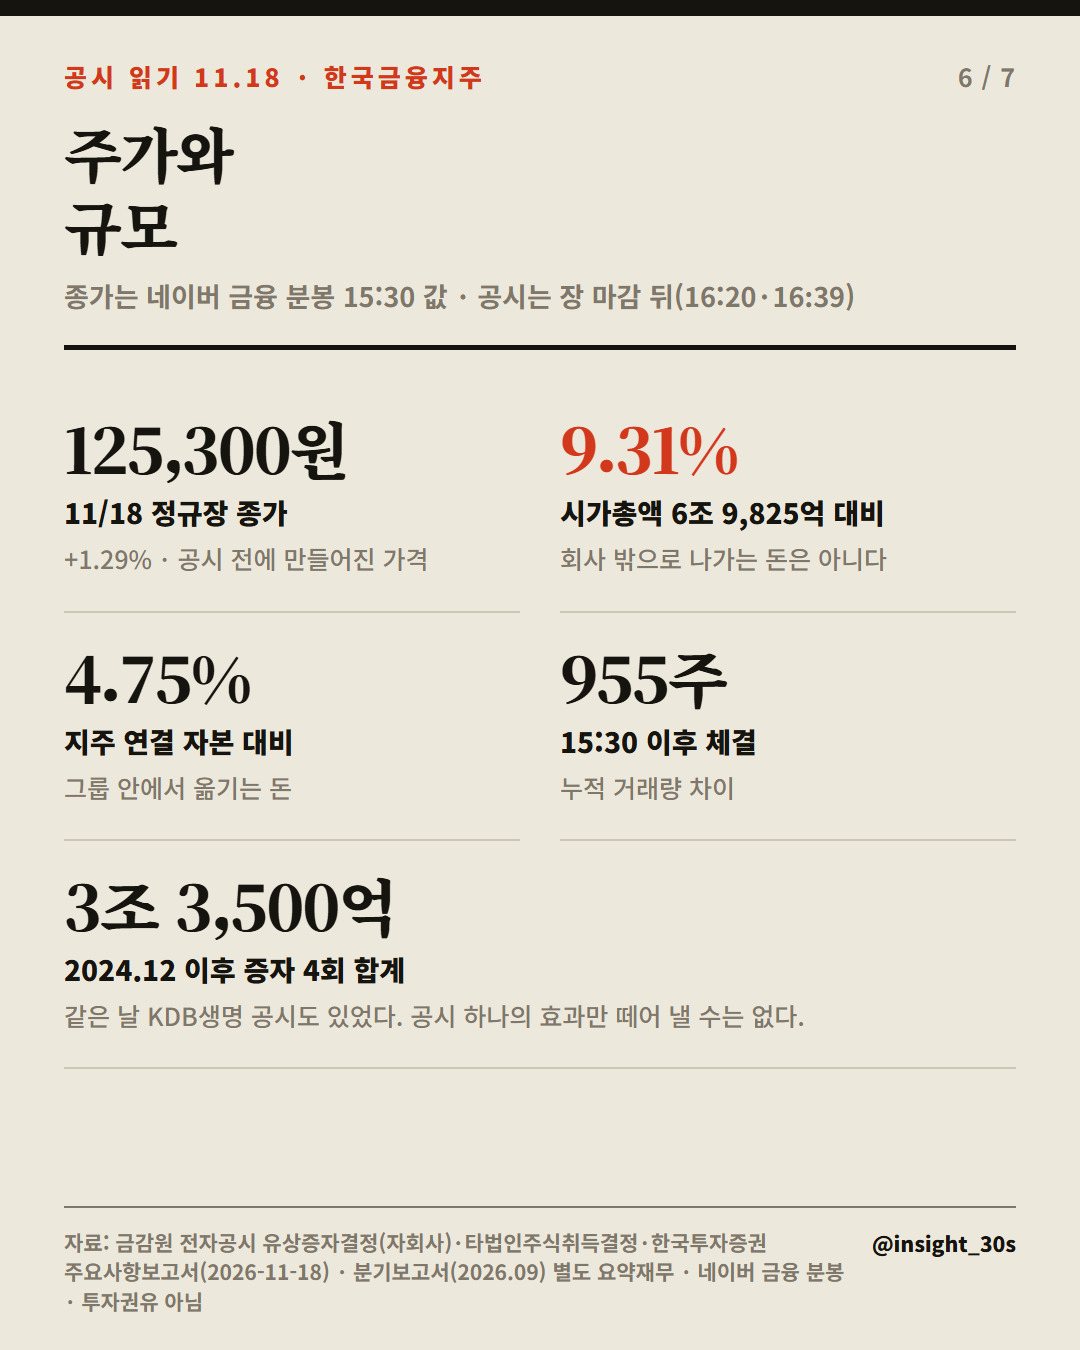 공시 읽기 11.18 · 한국금융지주
6 / 7
주가와
규모
종가는 네이버 금융 분봉 15:30 값 · 공시는 장 마감 뒤(16:20·16:39)
125,300원
11/18 정규장 종가
+1.29% · 공시 전에 만들어진 가격
9.31%
시가총액 6조 9,825억 대비
회사 밖으로 나가는 돈은 아니다
4.75%
지주 연결 자본 대비
그룹 안에서 옮기는 돈
955주
15:30 이후 체결
누적 거래량 차이
3조 3,500억
2024.12 이후 증자 4회 합계
같은 날 KDB생명 공시도 있었다. 공시 하나의 효과만 떼어 낼 수는 없다.
자료: 금감원 전자공시 유상증자결정(자회사)·타법인주식취득결정·한국투자증권
주요사항보고서(2026-11-18) · 분기보고서(2026.09) 별도 요약재무 · 네이버 금융 분봉
· 투자권유 아님
@insight_30s